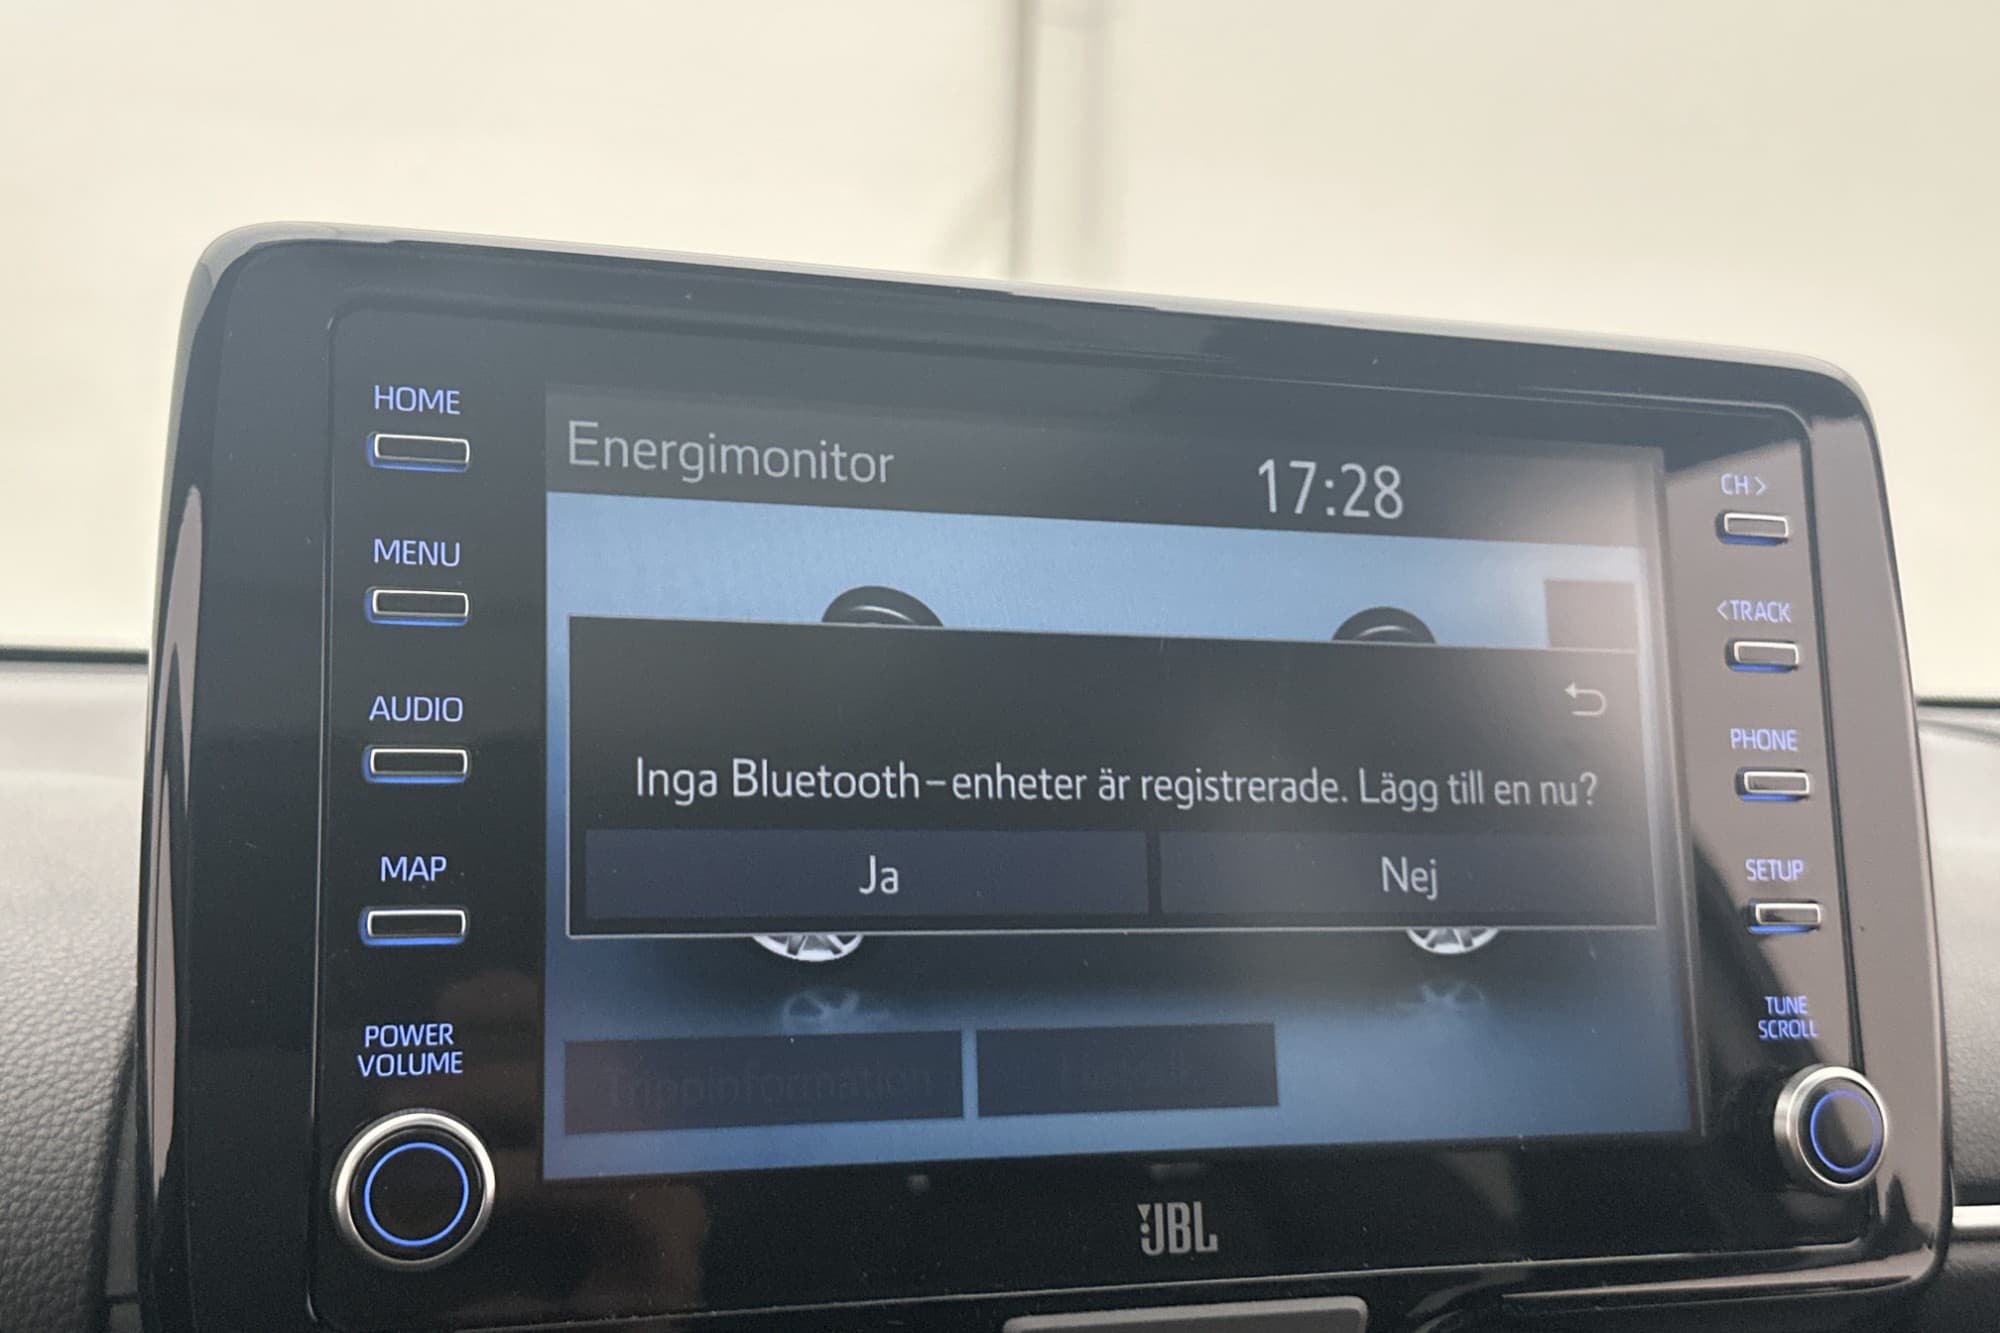 HOME
MENU
AUDIO
MAP
POWER
VOLUME
Energimonitor
17:28
Inga Bluetooth-enheter är registrerade. Lägg till en nu?
Ja
Nej
Trippinformation
CH>
<TRACK
PHONE
SETUP
TUNE
SCROLL
JBL